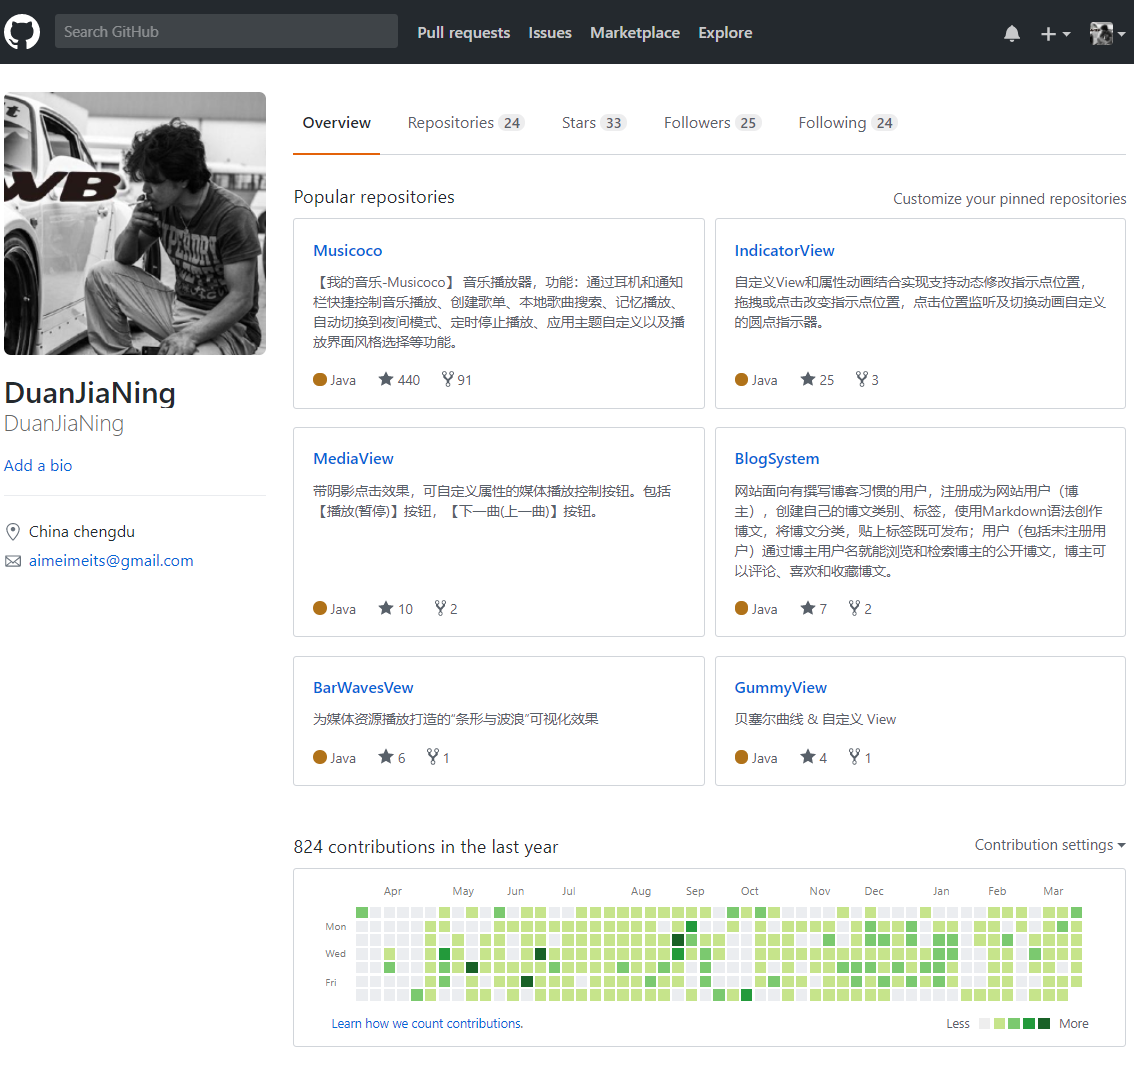 Search GitHub
Pull requests
Issues
Marketplace
Explore
VB
SUPERDRY
DuanJiaNing
DuanJiaNing
Add a bio
China chengdu
aimeimeits@gmail.com
Overview
Repositories 24
Stars 33
Followers 25
Following 24
Popular repositories
Customize your pinned repositories
Musicoco
【我的音乐-Musicoco】 音乐播放器，功能：通过耳机和通知
栏快捷控制音乐播放、创建歌单、本地歌曲搜索、记忆播放、
自动切换到夜间模式、定时停止播放、应用主题自定义以及播
放界面风格选择等功能。
Java 440 91
IndicatorView
自定义View和属性动画结合实现支持动态修改指示点位置，
拖拽或点击改变指示点位置，点击位置监听及切换动画自定义
的圆点指示器。
Java 25 3
MediaView
带阴影点击效果，可自定义属性的媒体播放控制按钮。包括
【播放(暂停)】按钮，【下一曲(上一曲)】按钮。
Java 10 2
BlogSystem
网站面向有撰写博客习惯的用户，注册成为网站用户（博
主），创建自己的博文类别、标签，使用Markdown语法创作
博文，将博文分类，贴上标签既可发布；用户（包括未注册用
户）通过博主用户名就能浏览和检索博主的公开博文，博主可
以评论、喜欢和收藏博文。
Java 7 2
BarWavesVew
为媒体资源播放打造的“条形与波浪”可视化效果
Java 6 1
GummyView
贝塞尔曲线 & 自定义 View
Java 4 1
824 contributions in the last year
Contribution settings
Apr May Jun Jul Aug Sep Oct Nov Dec Jan Feb Mar
Mon
Wed
Fri
Learn how we count contributions.
Less More